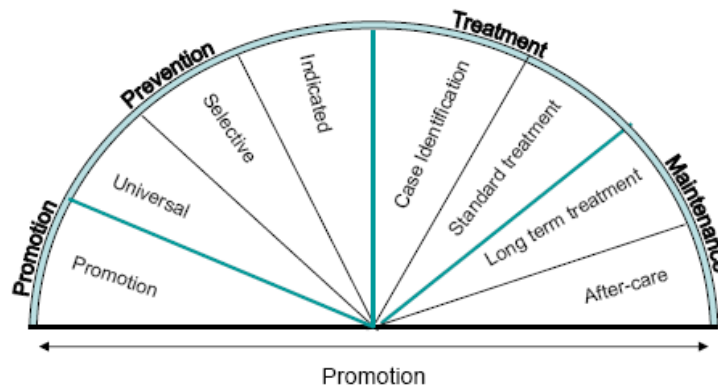 Promotion
Prevention
Treatment
Maintenance
Promotion
Universal
Selective
Indicated
Case Identification
Standard treatment
Long term treatment
After-care
Promotion